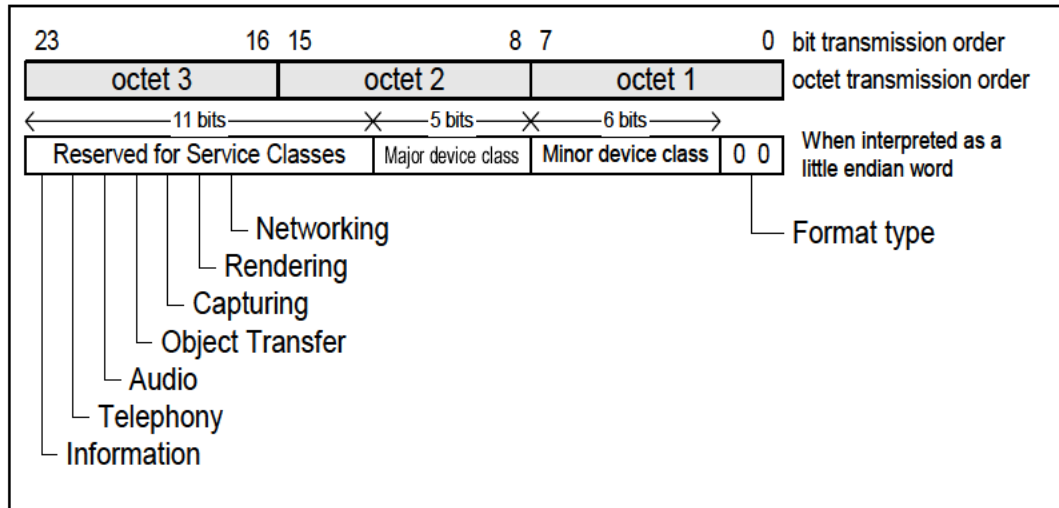 23 16 15 8 7 0 bit transmission order
octet 3 octet 2 octet 1 octet transmission order
11 bits 5 bits 6 bits
Reserved for Service Classes Major device class Minor device class 0 0
When interpreted as a
little endian word
Networking
Format type
Rendering
Capturing
Object Transfer
Audio
Telephony
Information